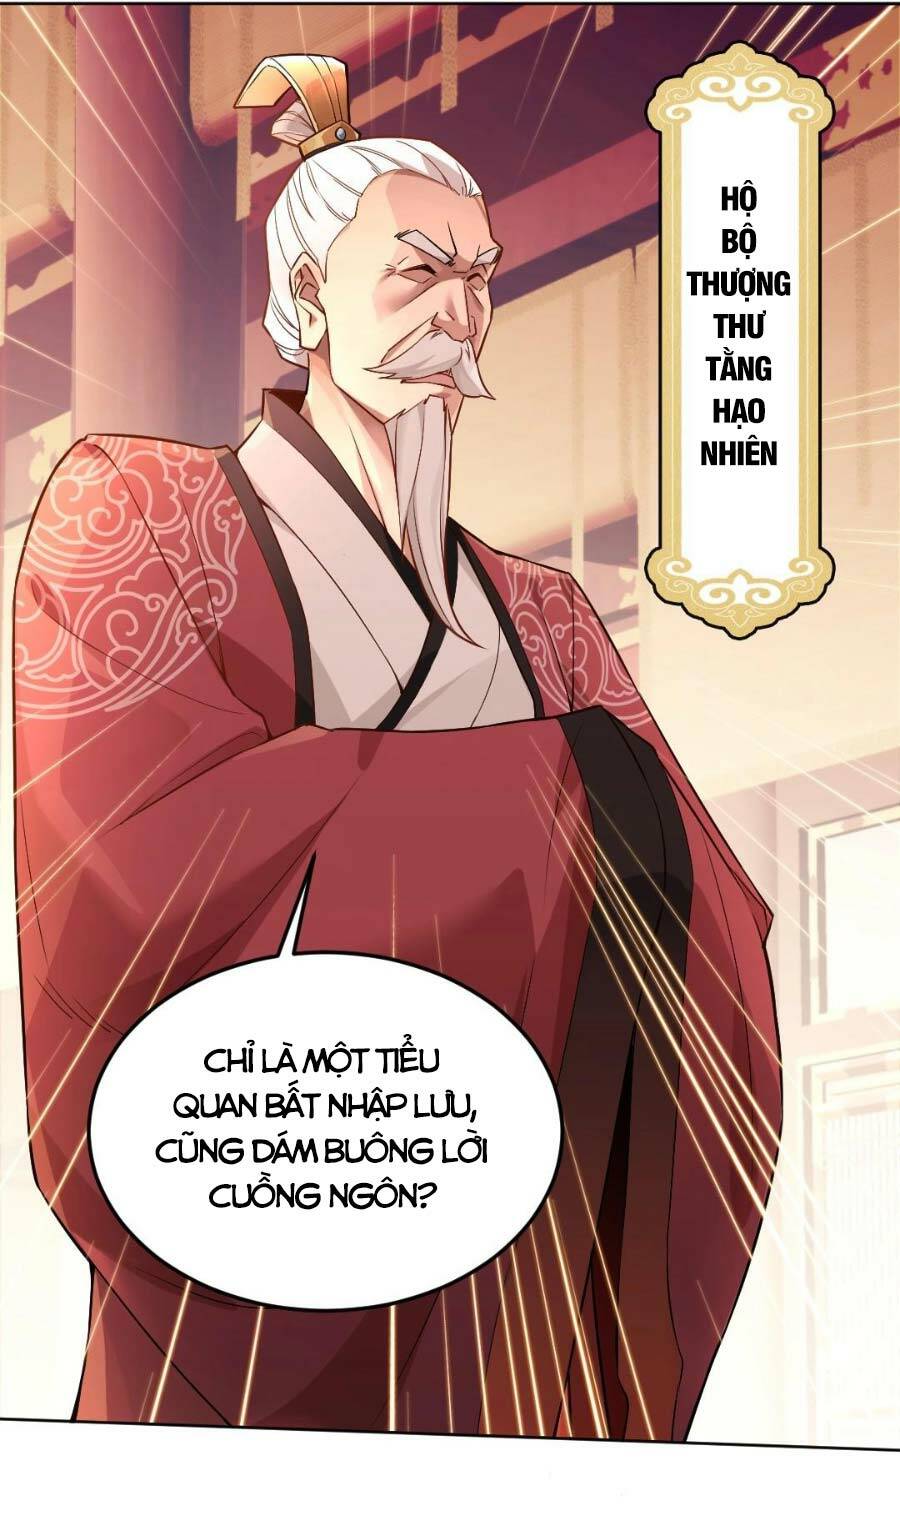 HỘ
BỘ
THƯỢNG
THƯ
TẰNG
HẠO
NHIÊN
CHỈ LÀ MỘT TIỂU
QUAN BẤT NHẬP LƯU,
CŨNG DÁM BUÔNG LỜI
CUỒNG NGÔN?